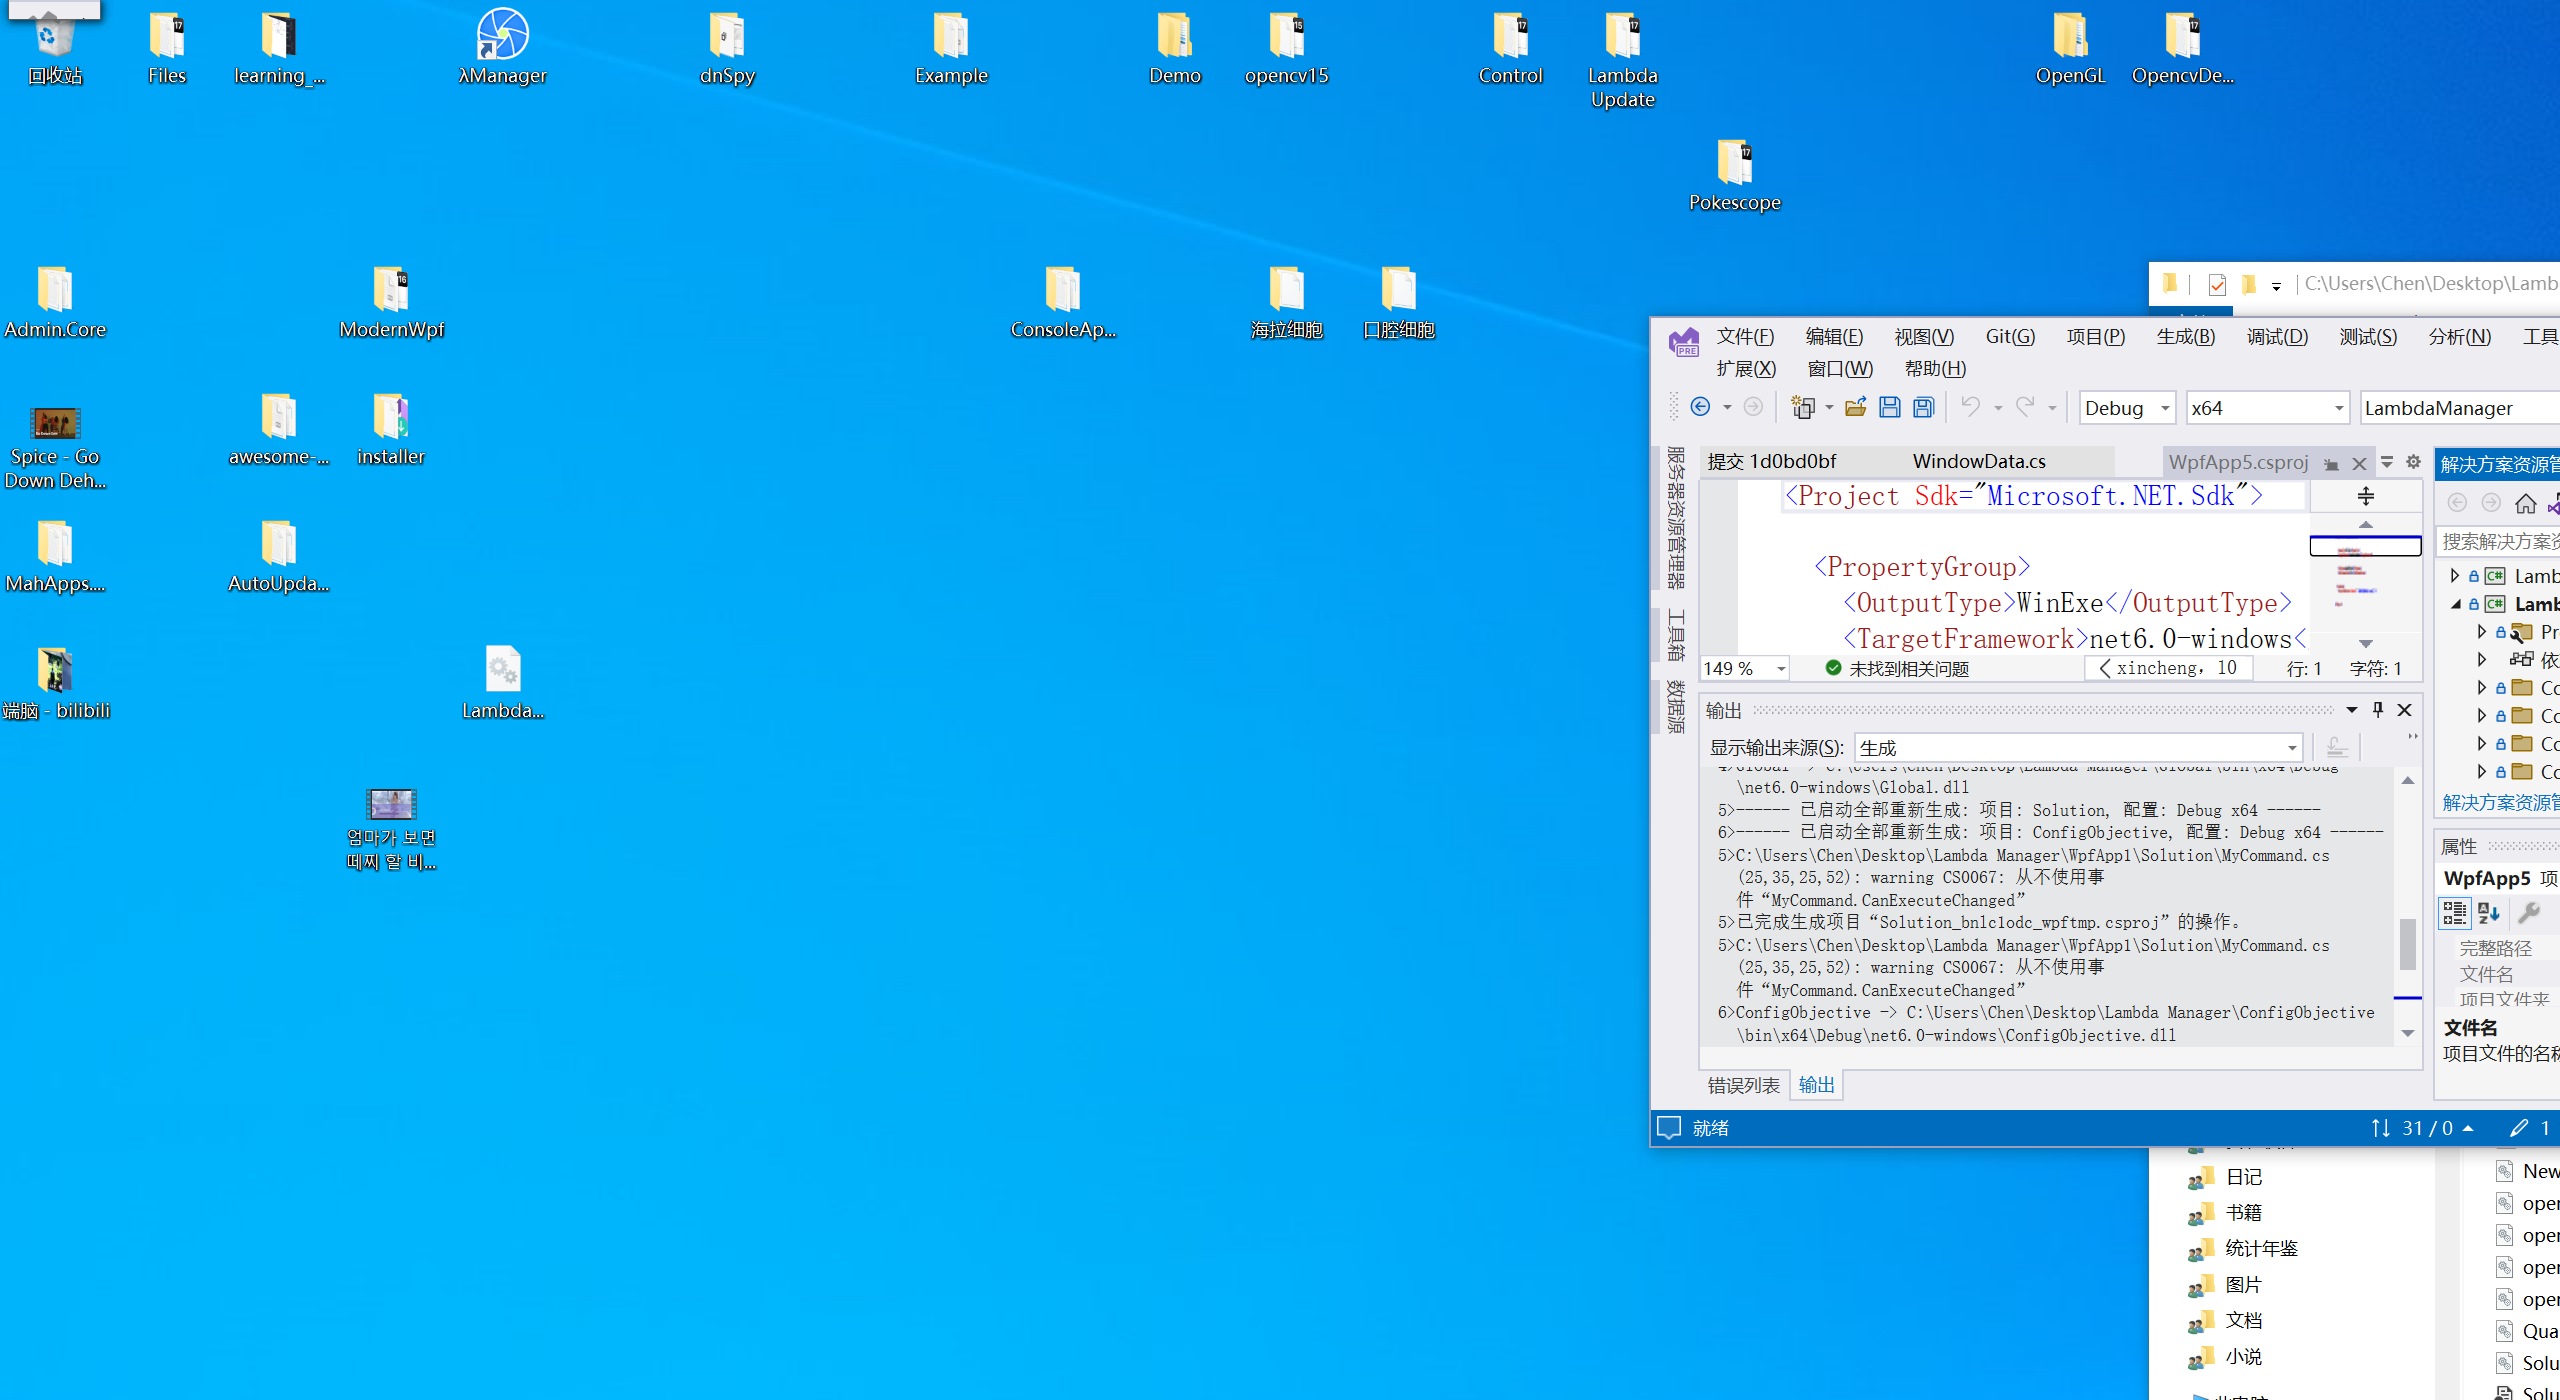 回收站
Files
learning_...
λManager
dnSpy
Example
Demo
opencv15
Control
Lambda
Update
OpenGL
OpencvDe...
Pokescope
Admin.Core
ModernWpf
ConsoleAp...
海拉细胞
口腔细胞
Spice - Go
Down Deh...
awesome-...
installer
MahApps....
AutoUpda...
端脑 - bilibili
Lambda...
엄마가 보면
떼찌 할 비...
C:\Users\Chen\Desktop\Lamb
文件(F) 编辑(E) 视图(V) Git(G) 项目(P) 生成(B) 调试(D) 测试(S) 分析(N) 工具
扩展(X) 窗口(W) 帮助(H)
Debug x64 LambdaManager
服务器资源管理器
工具箱
数据源
提交 1d0bd0bf WindowData.cs WpfApp5.csproj
<Project Sdk="Microsoft.NET.Sdk">
<PropertyGroup>
<OutputType>WinExe</OutputType>
<TargetFramework>net6.0-windows<
149 % 未找到相关问题 xincheng，10 行: 1 字符: 1
输出
显示输出来源(S): 生成
4>Global -> C:\Users\Chen\Desktop\Lambda Manager\Global\bin\x64\Debug
\net6.0-windows\Global.dll
5>------ 已启动全部重新生成: 项目: Solution, 配置: Debug x64 ------
6>------ 已启动全部重新生成: 项目: ConfigObjective, 配置: Debug x64 ------
5>C:\Users\Chen\Desktop\Lambda Manager\WpfApp1\Solution\MyCommand.cs
(25,35,25,52): warning CS0067: 从不使用事
件“MyCommand.CanExecuteChanged”
5>已完成生成项目“Solution_bnlc1odc_wpftmp.csproj”的操作。
5>C:\Users\Chen\Desktop\Lambda Manager\WpfApp1\Solution\MyCommand.cs
(25,35,25,52): warning CS0067: 从不使用事
件“MyCommand.CanExecuteChanged”
6>ConfigObjective -> C:\Users\Chen\Desktop\Lambda Manager\ConfigObjective
\bin\x64\Debug\net6.0-windows\ConfigObjective.dll
错误列表 输出
就绪 31 / 0 1
解决方案资源管
搜索解决方案资
Lamb
Lamb
Pr
依
Co
Co
Co
Co
解决方案资源管
属性
WpfApp5 项
完整路径
文件名
项目文件夹
文件名
项目文件的名称
日记
书籍
统计年鉴
图片
文档
小说
New
oper
oper
oper
oper
Qua
Solu
Solu